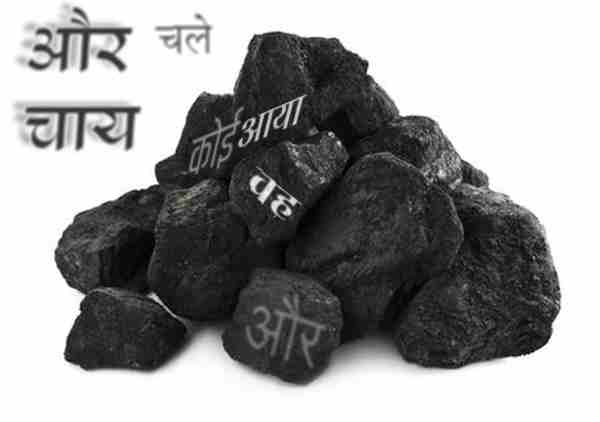 और चले
चाय
कोई आया
वह
और